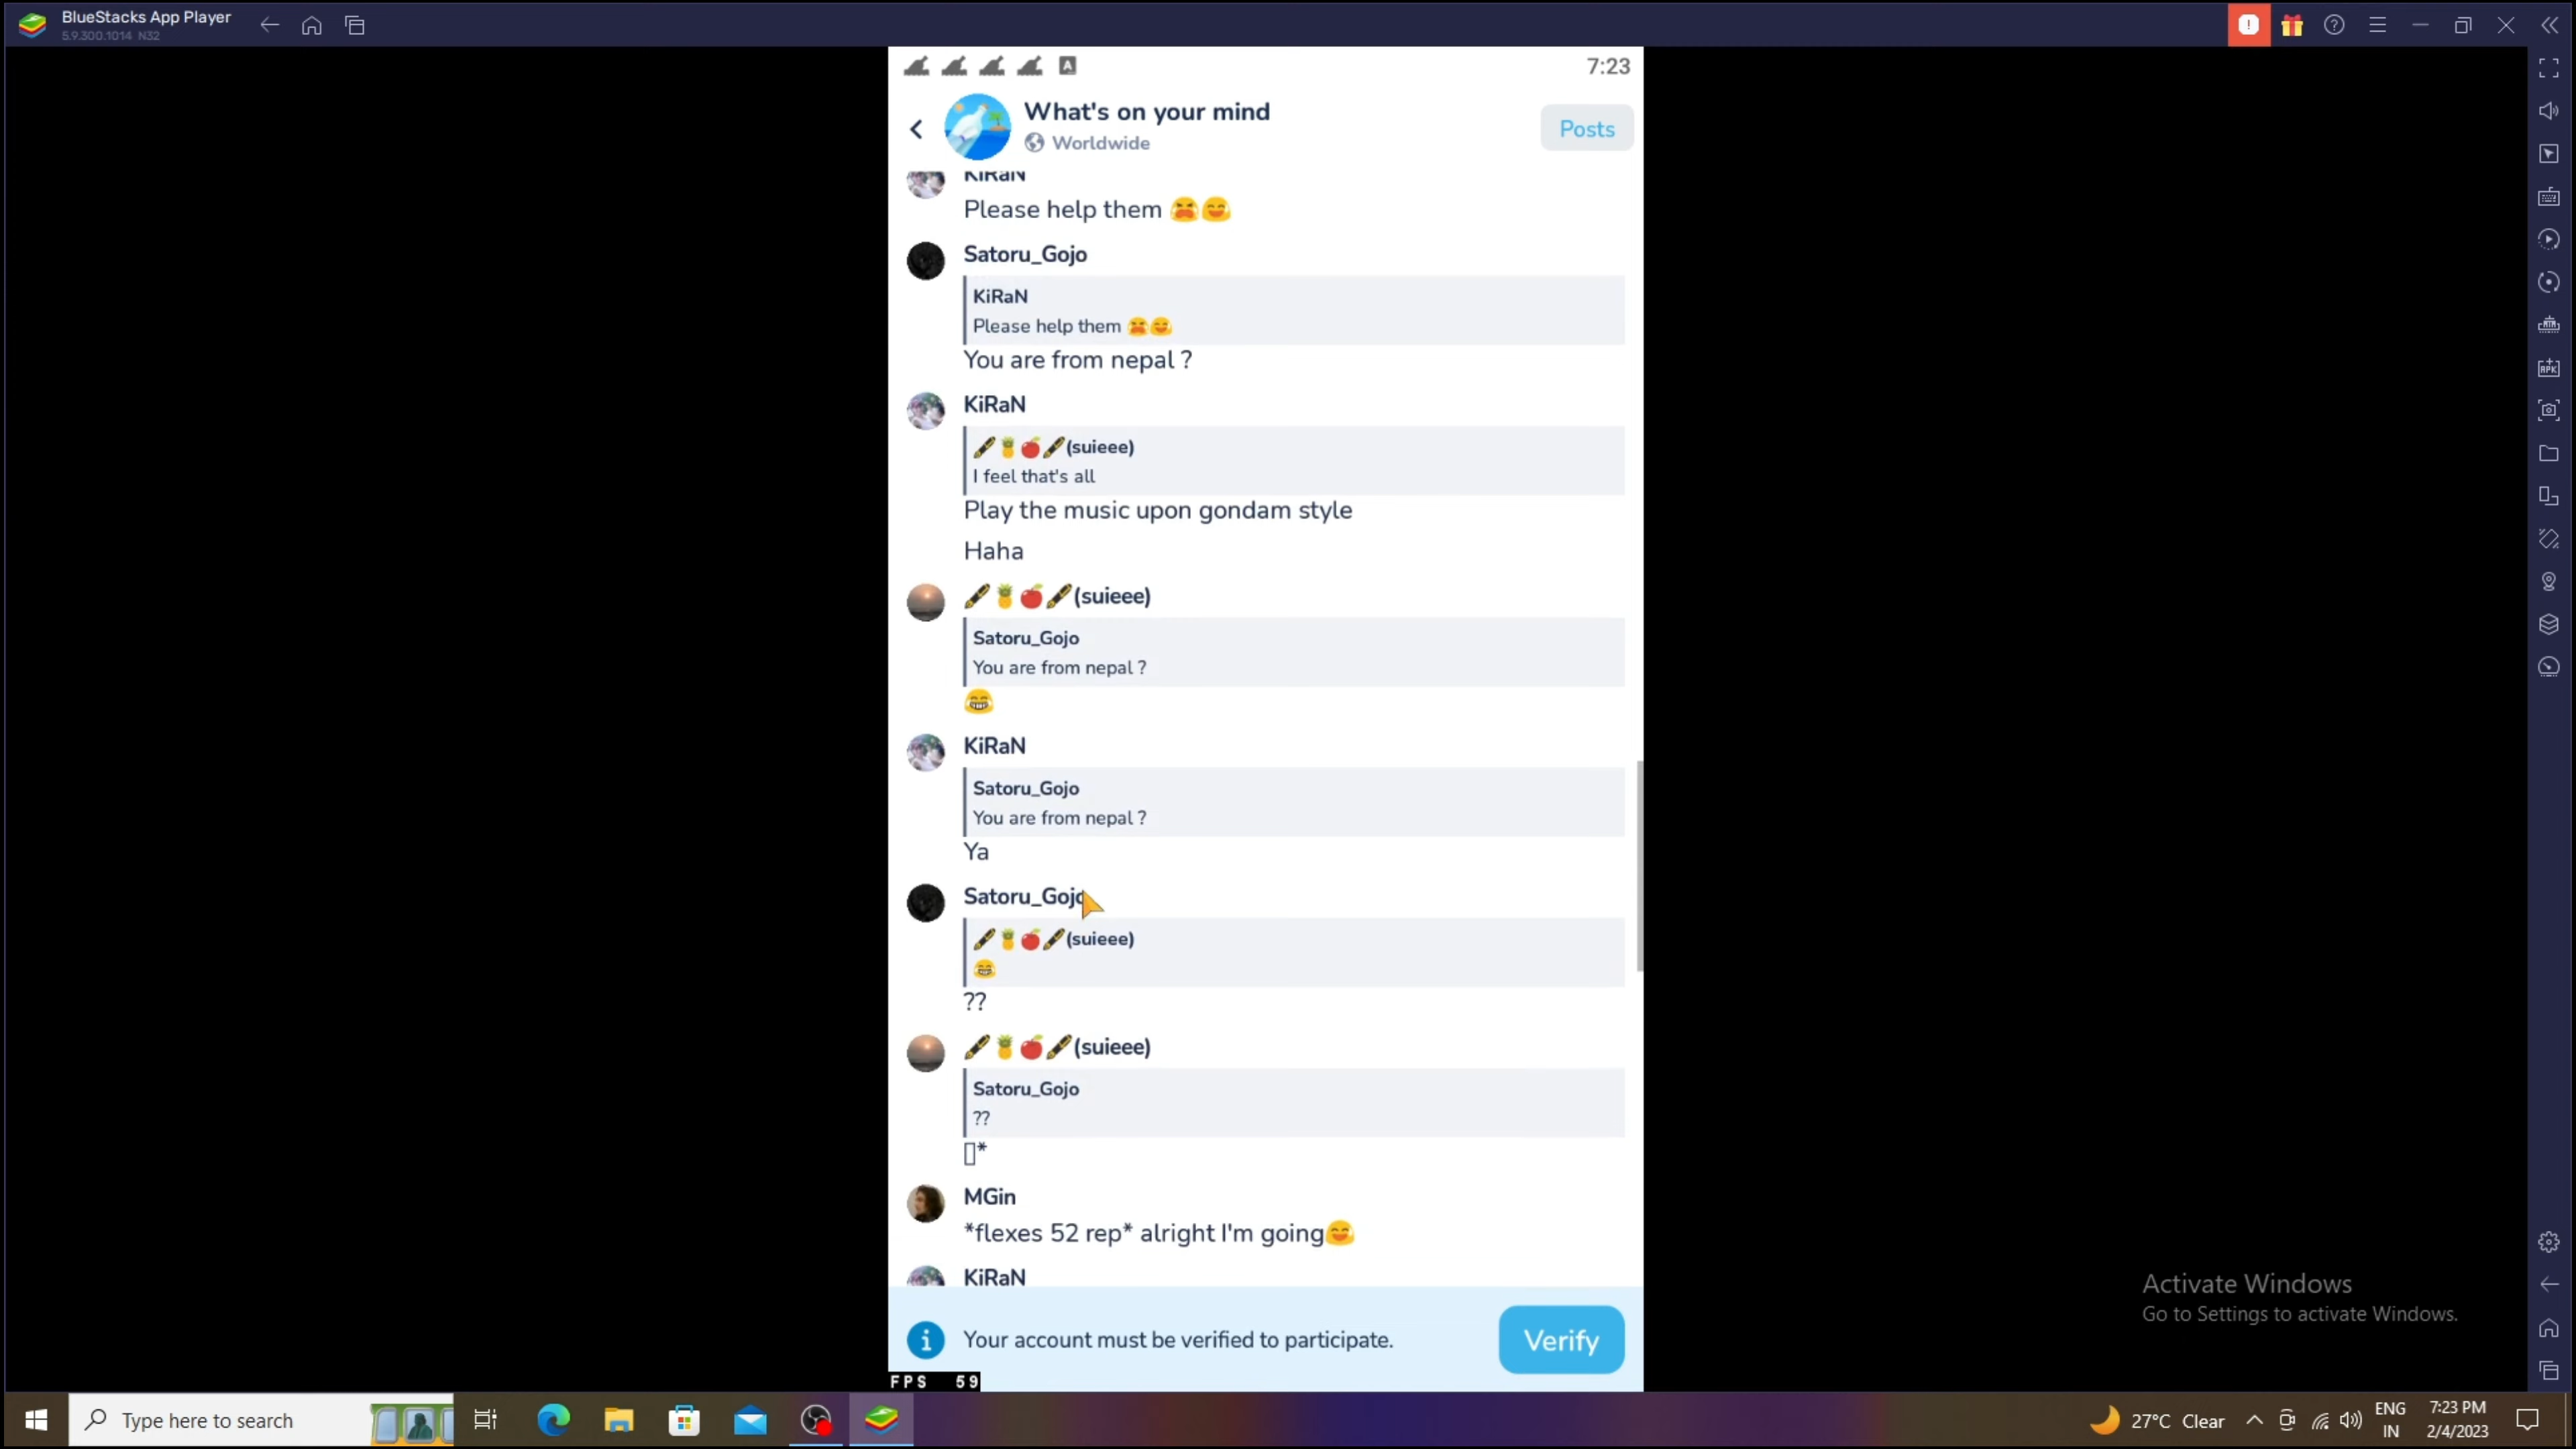 BlueStacks App Player
5.9.300.1014 N32
7:23
What's on your mind
Worldwide
Posts
KiRaN
Please help them 😫🤗
Satoru_Gojo
KiRaN
Please help them 😫🤗
You are from nepal ?
KiRaN
🖋🍍🍎🖋(suieee)
I feel that's all
Play the music upon gondam style
Haha
🖋🍍🍎🖋(suieee)
Satoru_Gojo
You are from nepal ?
😂
KiRaN
Satoru_Gojo
You are from nepal ?
Ya
Satoru_Gojo
🖋🍍🍎🖋(suieee)
😂
??
🖋🍍🍎🖋(suieee)
Satoru_Gojo
??
▯*
MGin
*flexes 52 rep* alright I'm going🤗
KiRaN
Your account must be verified to participate.
Verify
FPS 59
Activate Windows
Go to Settings to activate Windows.
Type here to search
27°C Clear
ENG
IN
7:23 PM
2/4/2023